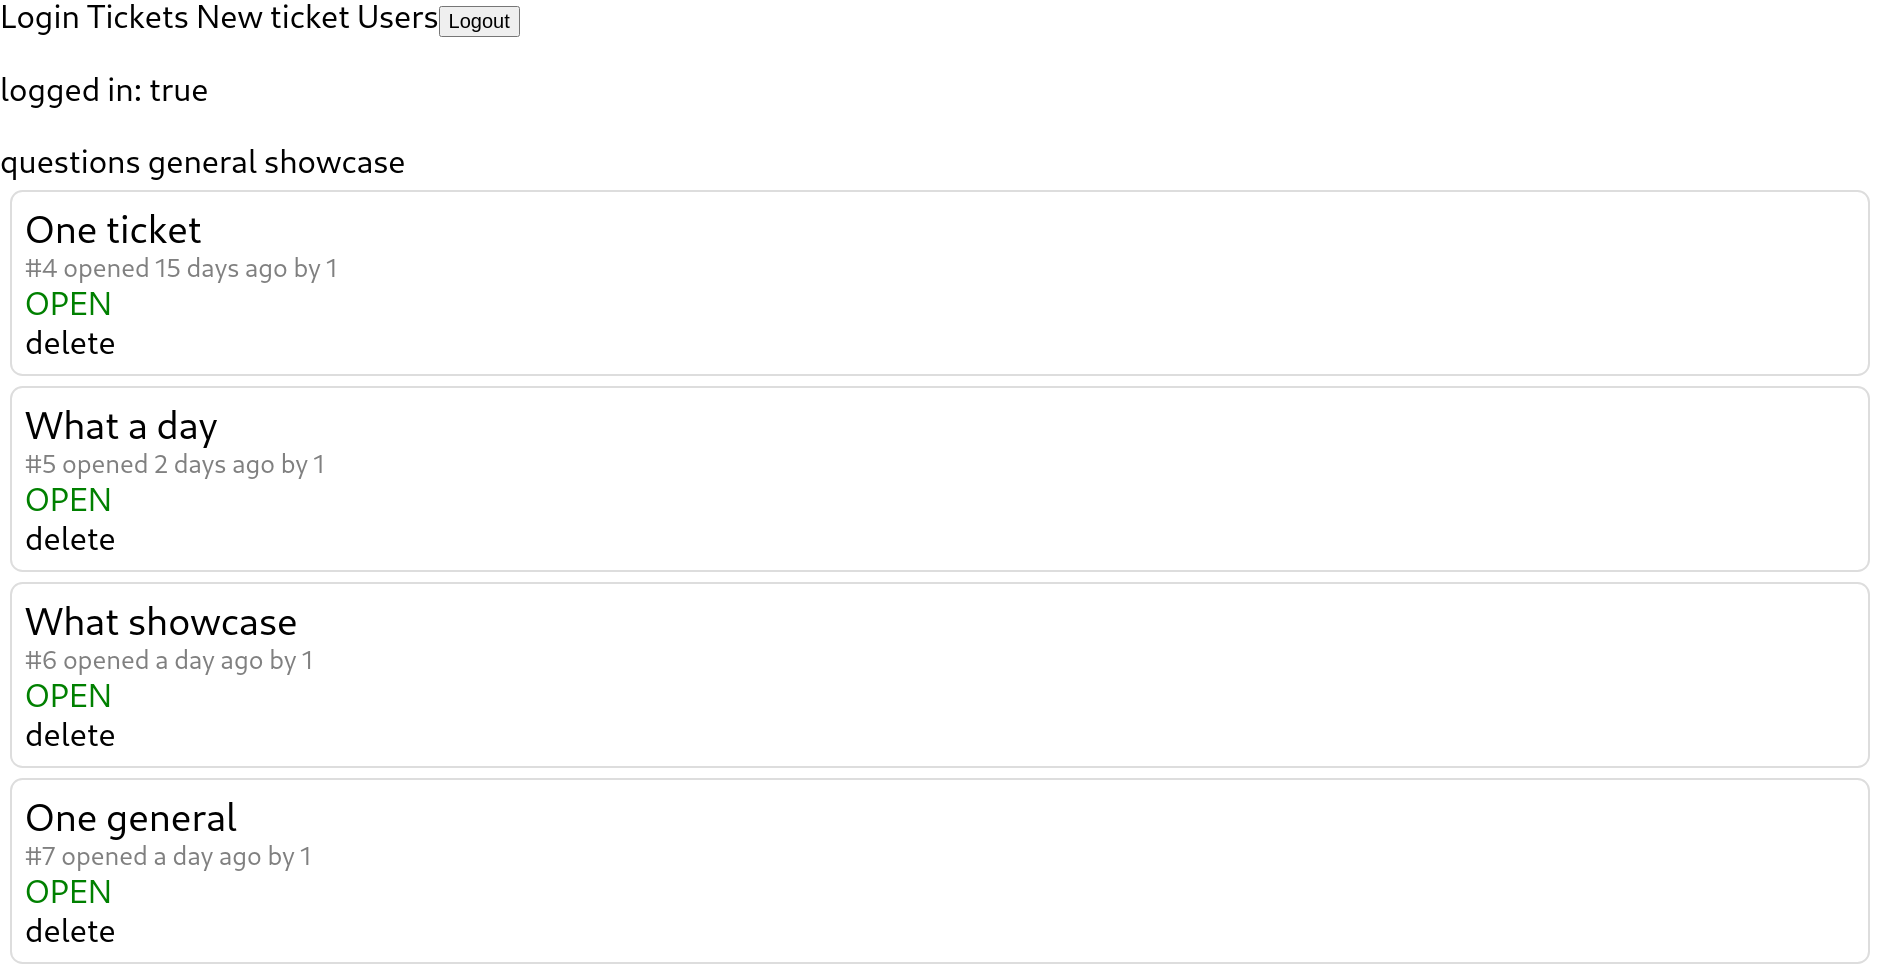 Login Tickets New ticket Users Logout
logged in: true
questions general showcase
One ticket
#4 opened 15 days ago by 1
OPEN
delete
What a day
#5 opened 2 days ago by 1
OPEN
delete
What showcase
#6 opened a day ago by 1
OPEN
delete
One general
#7 opened a day ago by 1
OPEN
delete